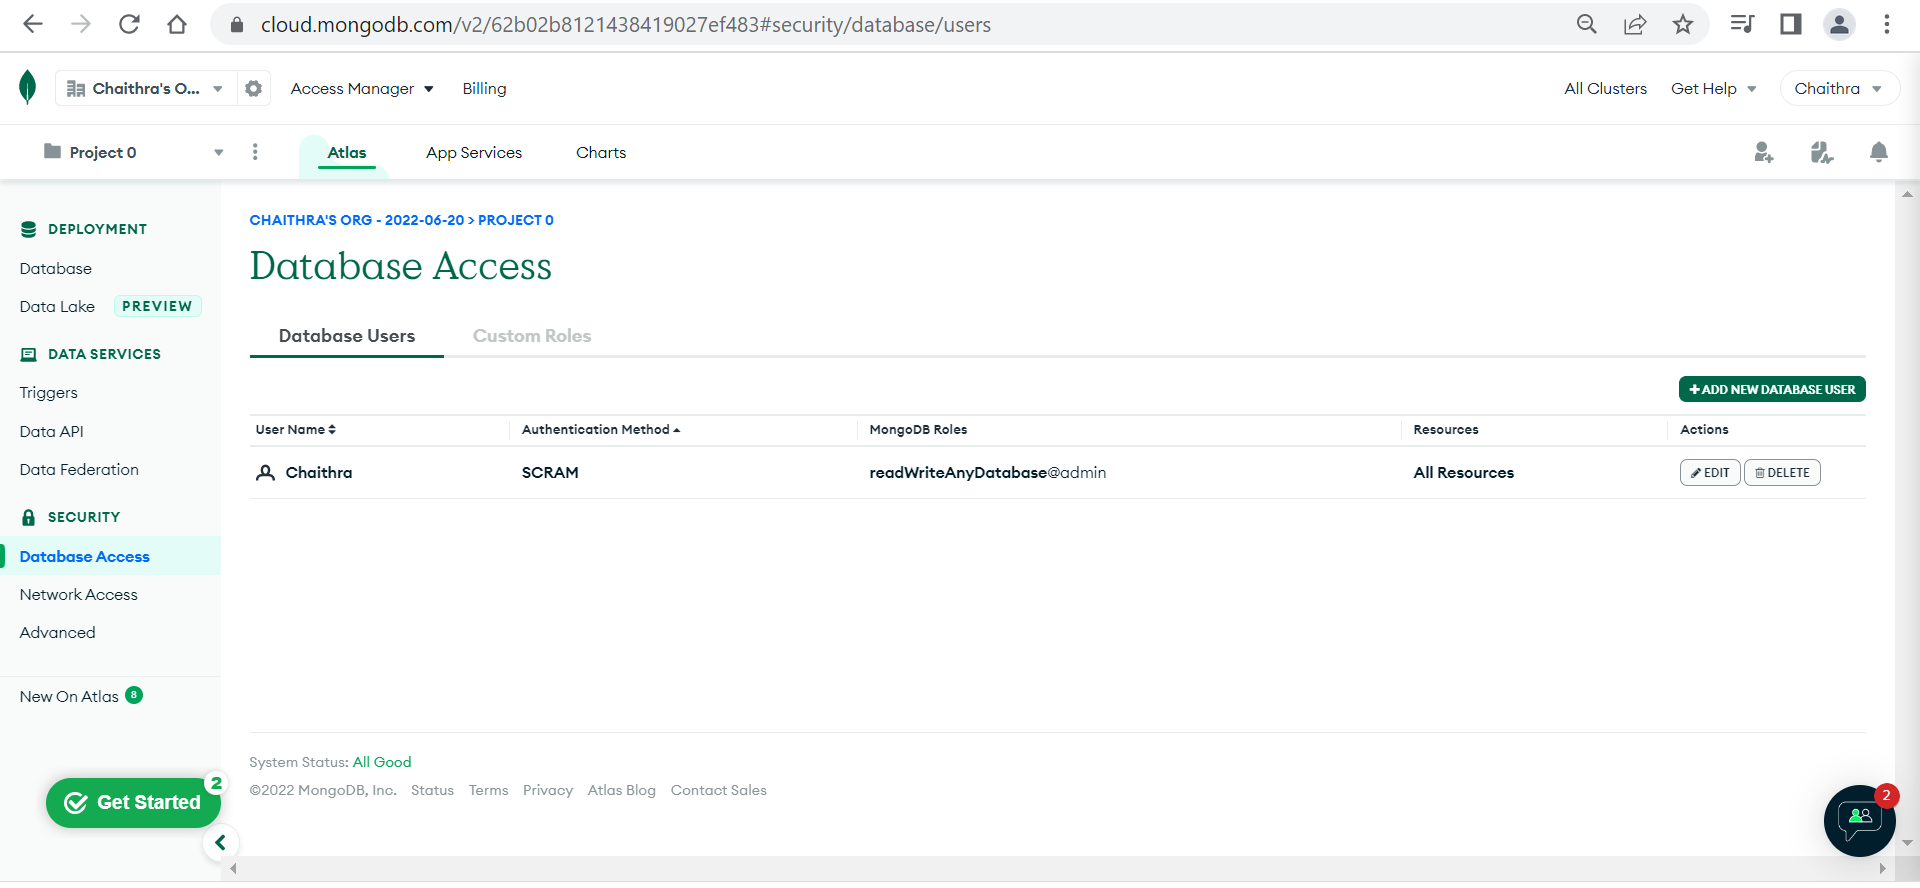 cloud.mongodb.com/v2/62b02b8121438419027ef483#security/database/users
Chaithra's O... Access Manager Billing All Clusters Get Help Chaithra
Project 0 Atlas App Services Charts
DEPLOYMENT
Database
Data Lake PREVIEW
DATA SERVICES
Triggers
Data API
Data Federation
SECURITY
Database Access
Network Access
Advanced
New On Atlas 8
Get Started 2
CHAITHRA'S ORG - 2022-06-20 > PROJECT 0
Database Access
Database Users Custom Roles
ADD NEW DATABASE USER
User Name Authentication Method MongoDB Roles Resources Actions
Chaithra SCRAM readWriteAnyDatabase@admin All Resources EDIT DELETE
System Status: All Good
©2022 MongoDB, Inc. Status Terms Privacy Atlas Blog Contact Sales
2